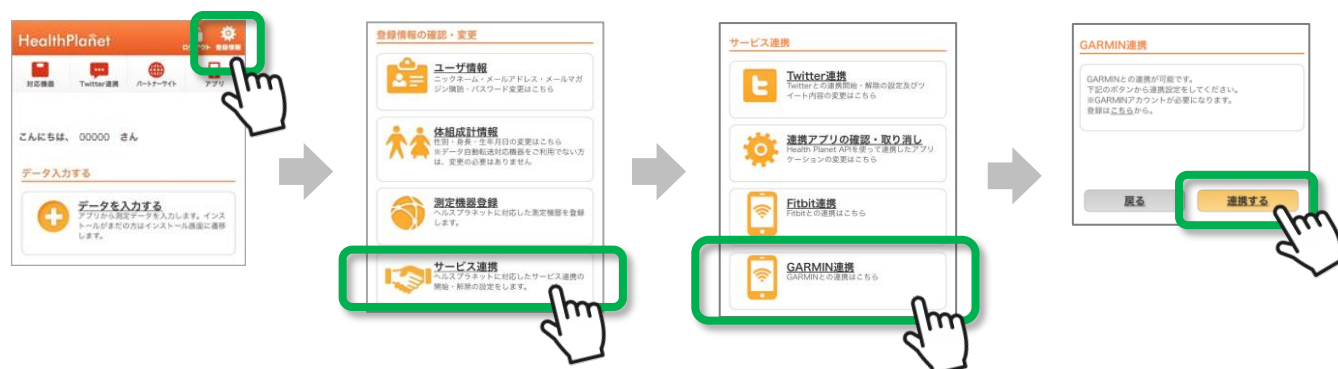 HealthPlanet
ログアウト 登録情報
対応機器 Twitter連携 パートナーサイト アプリ
こんにちは、 00000 さん
データ入力する
データを入力する
アプリから測定データを入力します。インス
トールがまだの方はインストール画面に遷移
します。
登録情報の確認・変更
ユーザ情報
ニックネーム・メールアドレス・メールマガ
ジン購読・パスワード変更はこちら
体組成計情報
性別・身長・生年月日の変更はこちら
※データ自動転送対応機器をご利用でない方
は、変更の必要はありません
測定機器登録
ヘルスプラネットに対応した測定機器を登録
します。
サービス連携
ヘルスプラネットに対応したサービス連携の
開始・解除の設定をします。
サービス連携
Twitter連携
Twitterとの連携開始・解除の設定及びツ
イート内容の変更はこちら
連携アプリの確認・取り消し
Health Planet APIを使って連携したアプリ
ケーションの変更はこちら
Fitbit連携
Fitbitとの連携はこちら
GARMIN連携
GARMINとの連携はこちら
GARMIN連携
GARMINとの連携が可能です。
下記のボタンから連携設定をしてください。
※GARMINアカウントが必要になります。
登録はこちらから。
戻る
連携する